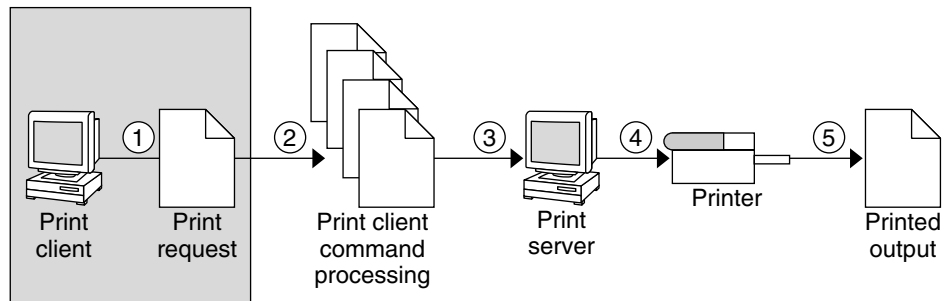 1
2
3
4
5
Print
client
Print
request
Print client
command
processing
Print
server
Printer
Printed
output